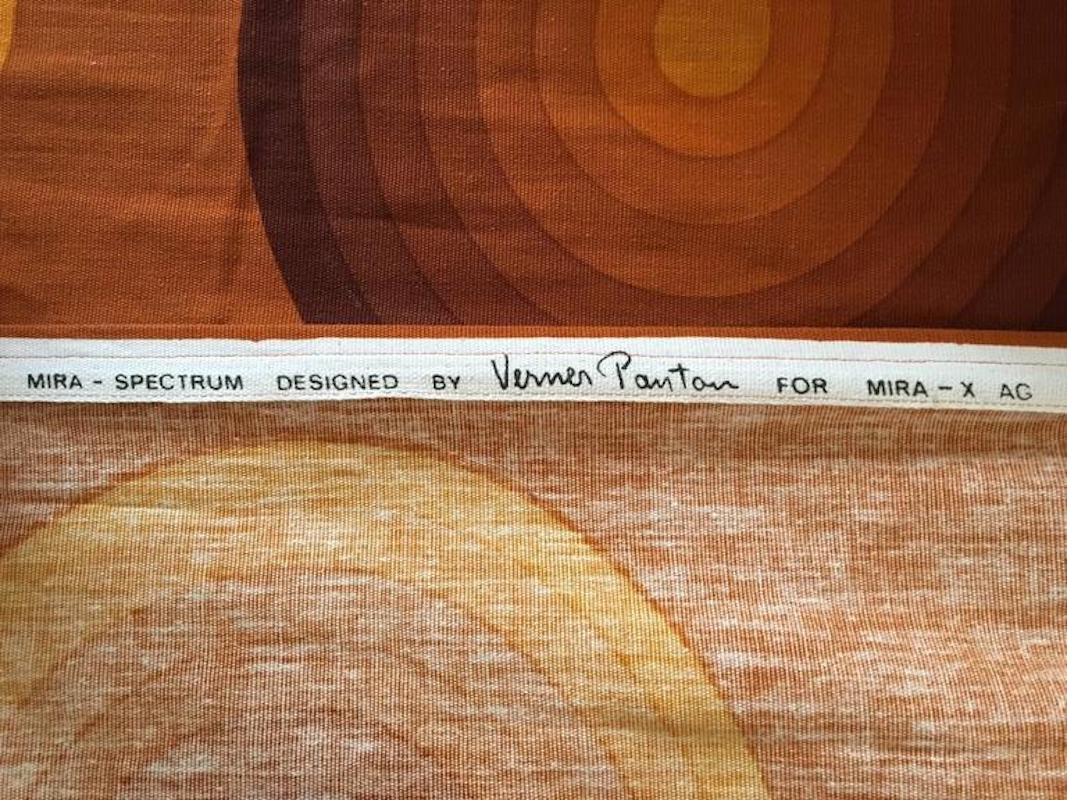 MIRA - SPECTRUM DESIGNED BY Verner Panton FOR MIRA - X AG